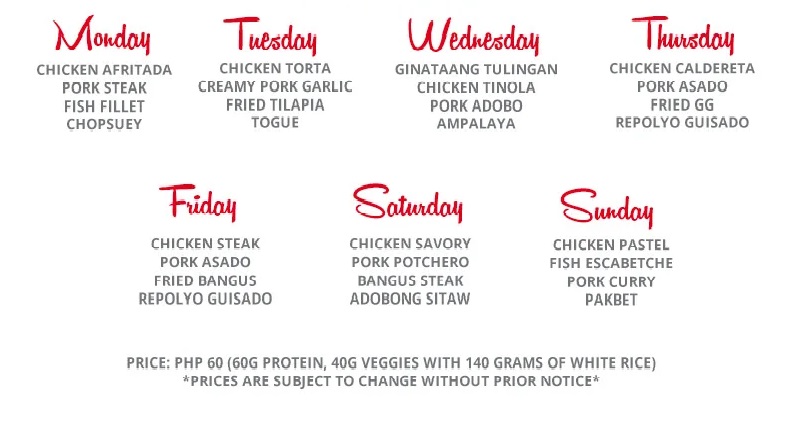 Monday
CHICKEN AFRITADA
PORK STEAK
FISH FILLET
CHOPSUEY
Tuesday
CHICKEN TORTA
CREAMY PORK GARLIC
FRIED TILAPIA
TOGUE
Wednesday
GINATAANG TULINGAN
CHICKEN TINOLA
PORK ADOBO
AMPALAYA
Thursday
CHICKEN CALDERETA
PORK ASADO
FRIED GG
REPOLYO GUISADO
Friday
CHICKEN STEAK
PORK ASADO
FRIED BANGUS
REPOLYO GUISADO
Saturday
CHICKEN SAVORY
PORK POTCHERO
BANGUS STEAK
ADOBONG SITAW
Sunday
CHICKEN PASTEL
FISH ESCABETCHE
PORK CURRY
PAKBET
PRICE: PHP 60 (60G PROTEIN, 40G VEGGIES WITH 140 GRAMS OF WHITE RICE)
*PRICES ARE SUBJECT TO CHANGE WITHOUT PRIOR NOTICE*